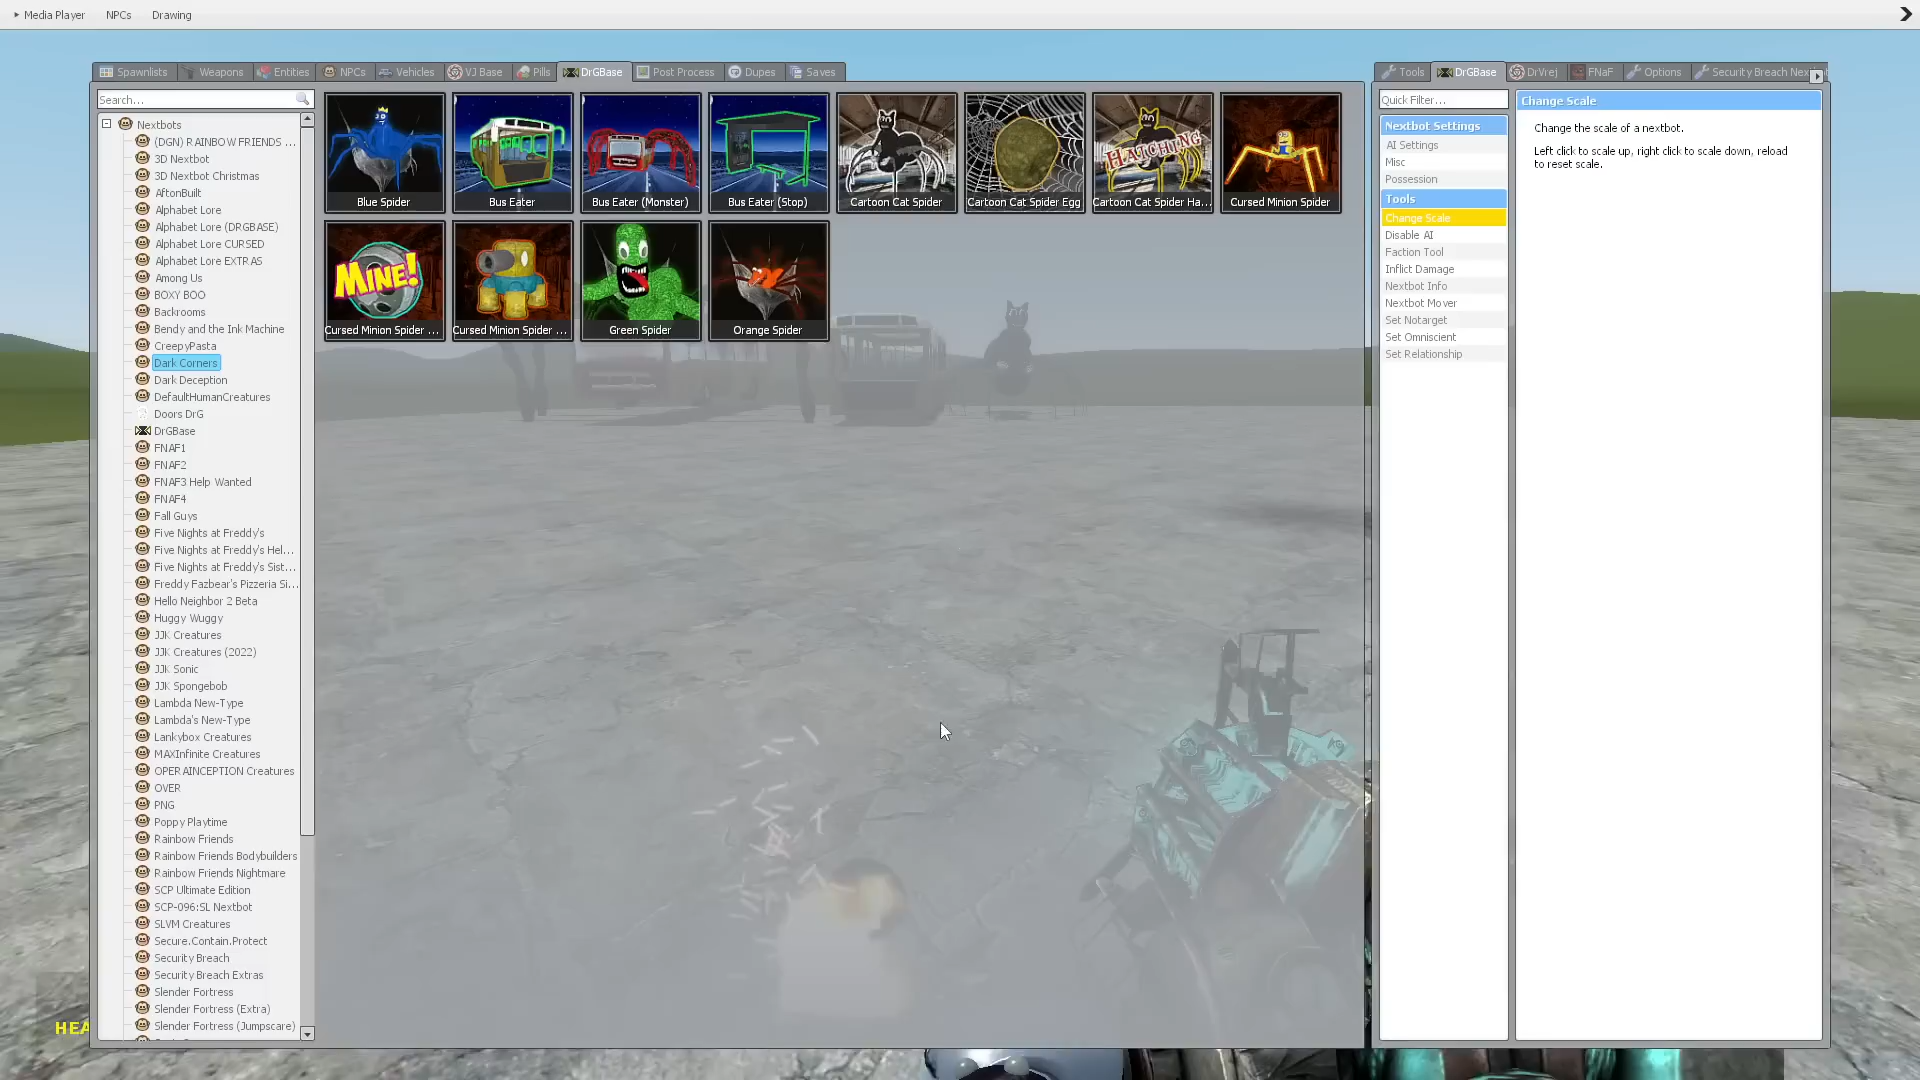 Media Player NPCs Drawing
Spawnlists Weapons Entities NPCs Vehicles VJ Base Pills DrGBase Post Process Dupes Saves
Search...
Nextbots
(DGN) RAINBOW FRIENDS ...
3D Nextbot
3D Nextbot Christmas
AftonBuilt
Alphabet Lore
Alphabet Lore (DRGBASE)
Alphabet Lore CURSED
Alphabet Lore EXTRAS
Among Us
BOXY BOO
Backrooms
Bendy and the Ink Machine
CreepyPasta
Dark Corners
Dark Deception
DefaultHumanCreatures
Doors DrG
DrGBase
FNAF1
FNAF2
FNAF3 Help Wanted
FNAF4
Fall Guys
Five Nights at Freddy's
Five Nights at Freddy's Hel...
Five Nights at Freddy's Sist...
Freddy Fazbear's Pizzeria Si...
Hello Neighbor 2 Beta
Huggy Wuggy
JJK Creatures
JJK Creatures (2022)
JJK Sonic
JJK Spongebob
Lambda New-Type
Lambda's New-Type
Lankybox Creatures
MAXInfinite Creatures
OPERAINCEPTION Creatures
OVER
PNG
Poppy Playtime
Rainbow Friends
Rainbow Friends Bodybuilders
Rainbow Friends Nightmare
SCP Ultimate Edition
SCP-096:SL Nextbot
SLVM Creatures
Secure.Contain.Protect
Security Breach
Security Breach Extras
Slender Fortress
Slender Fortress (Extra)
Slender Fortress (Jumpscare)
HEA
HATCHING
Blue Spider Bus Eater Bus Eater (Monster) Bus Eater (Stop) Cartoon Cat Spider Cartoon Cat Spider Egg Cartoon Cat Spider Ha... Cursed Minion Spider
MINE!
Cursed Minion Spider ... Cursed Minion Spider ... Green Spider Orange Spider
Tools DrGBase DrVrej FNaF Options Security Breach
Quick Filter...
Nextbot Settings
AI Settings
Misc
Possession
Tools
Change Scale
Disable AI
Faction Tool
Inflict Damage
Nextbot Info
Nextbot Mover
Set Notarget
Set Omniscient
Set Relationship
Change Scale
Change the scale of a nextbot.
Left click to scale up, right click to scale down, reload
to reset scale.